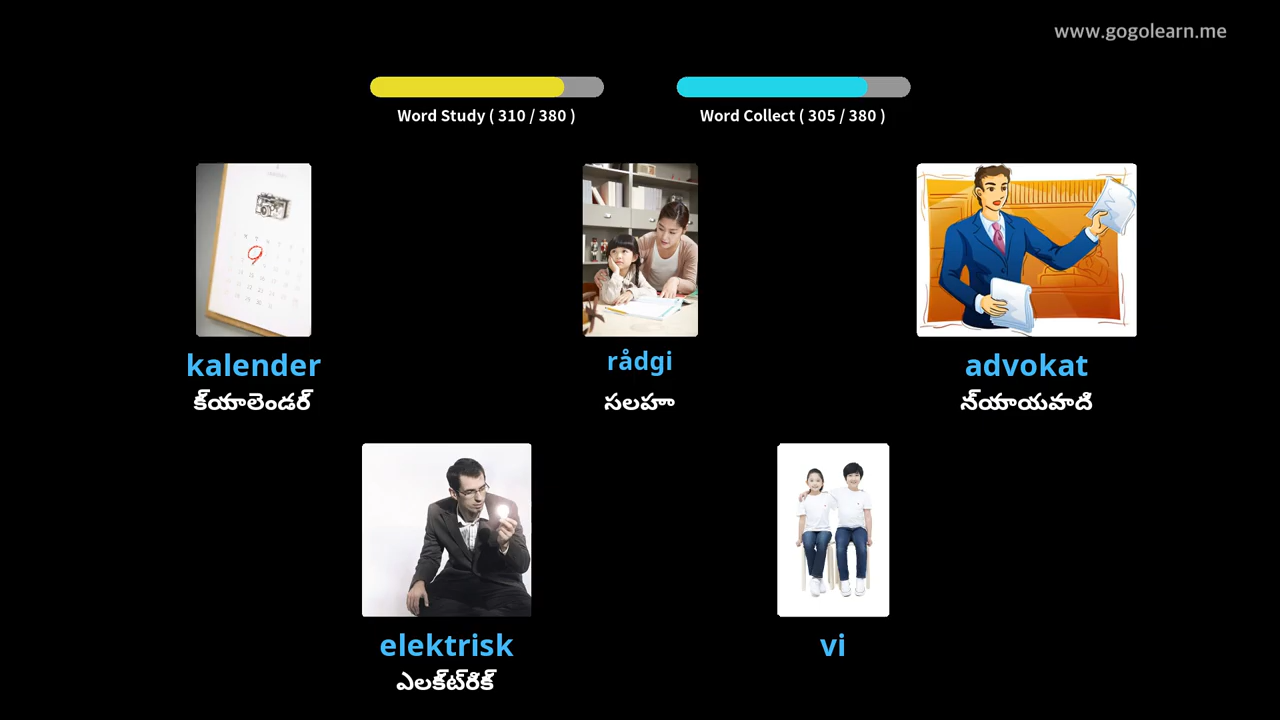 www.gogolearn.me
Word Study ( 310 / 380 )
Word Collect ( 305 / 380 )
kalender
క్యాలెండర్
rådgi
సలహా
advokat
న్యాయవాది
elektrisk
ఎలక్ట్రిక్
vi